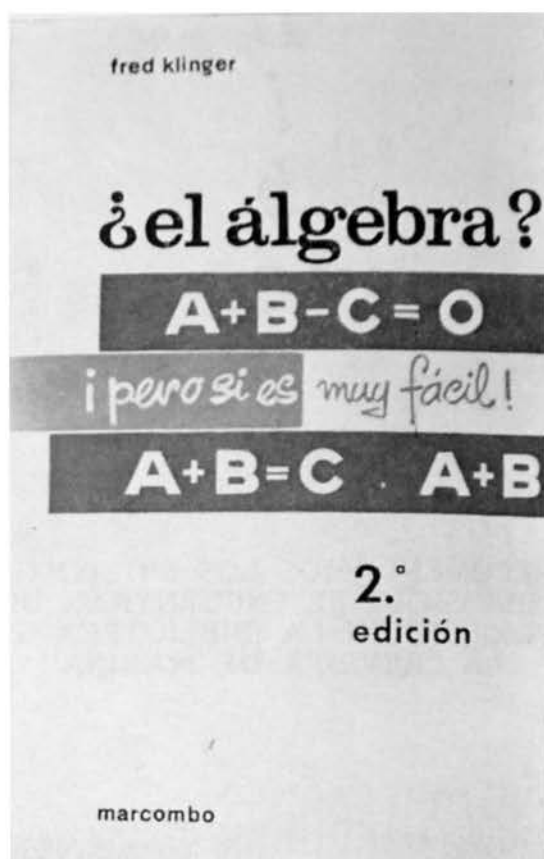 fred klinger
¿el álgebra?
A+B-C=O
¡pero si es muy fácil!
A+B=C . A+B
2.°
edición
marcombo